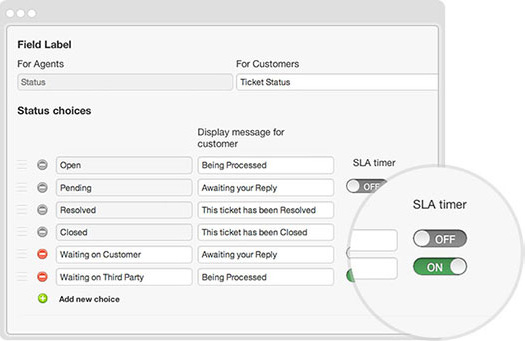 Field Label
For Agents For Customers
Status Ticket Status
Status choices
Display message for
customer
SLA timer
Open Being Processed
Pending Awaiting your Reply OFF
Resolved This ticket has been Resolved
Closed This ticket has been Closed
Waiting on Customer Awaiting your Reply
Waiting on Third Party Being Processed
Add new choice
SLA timer
OFF
ON